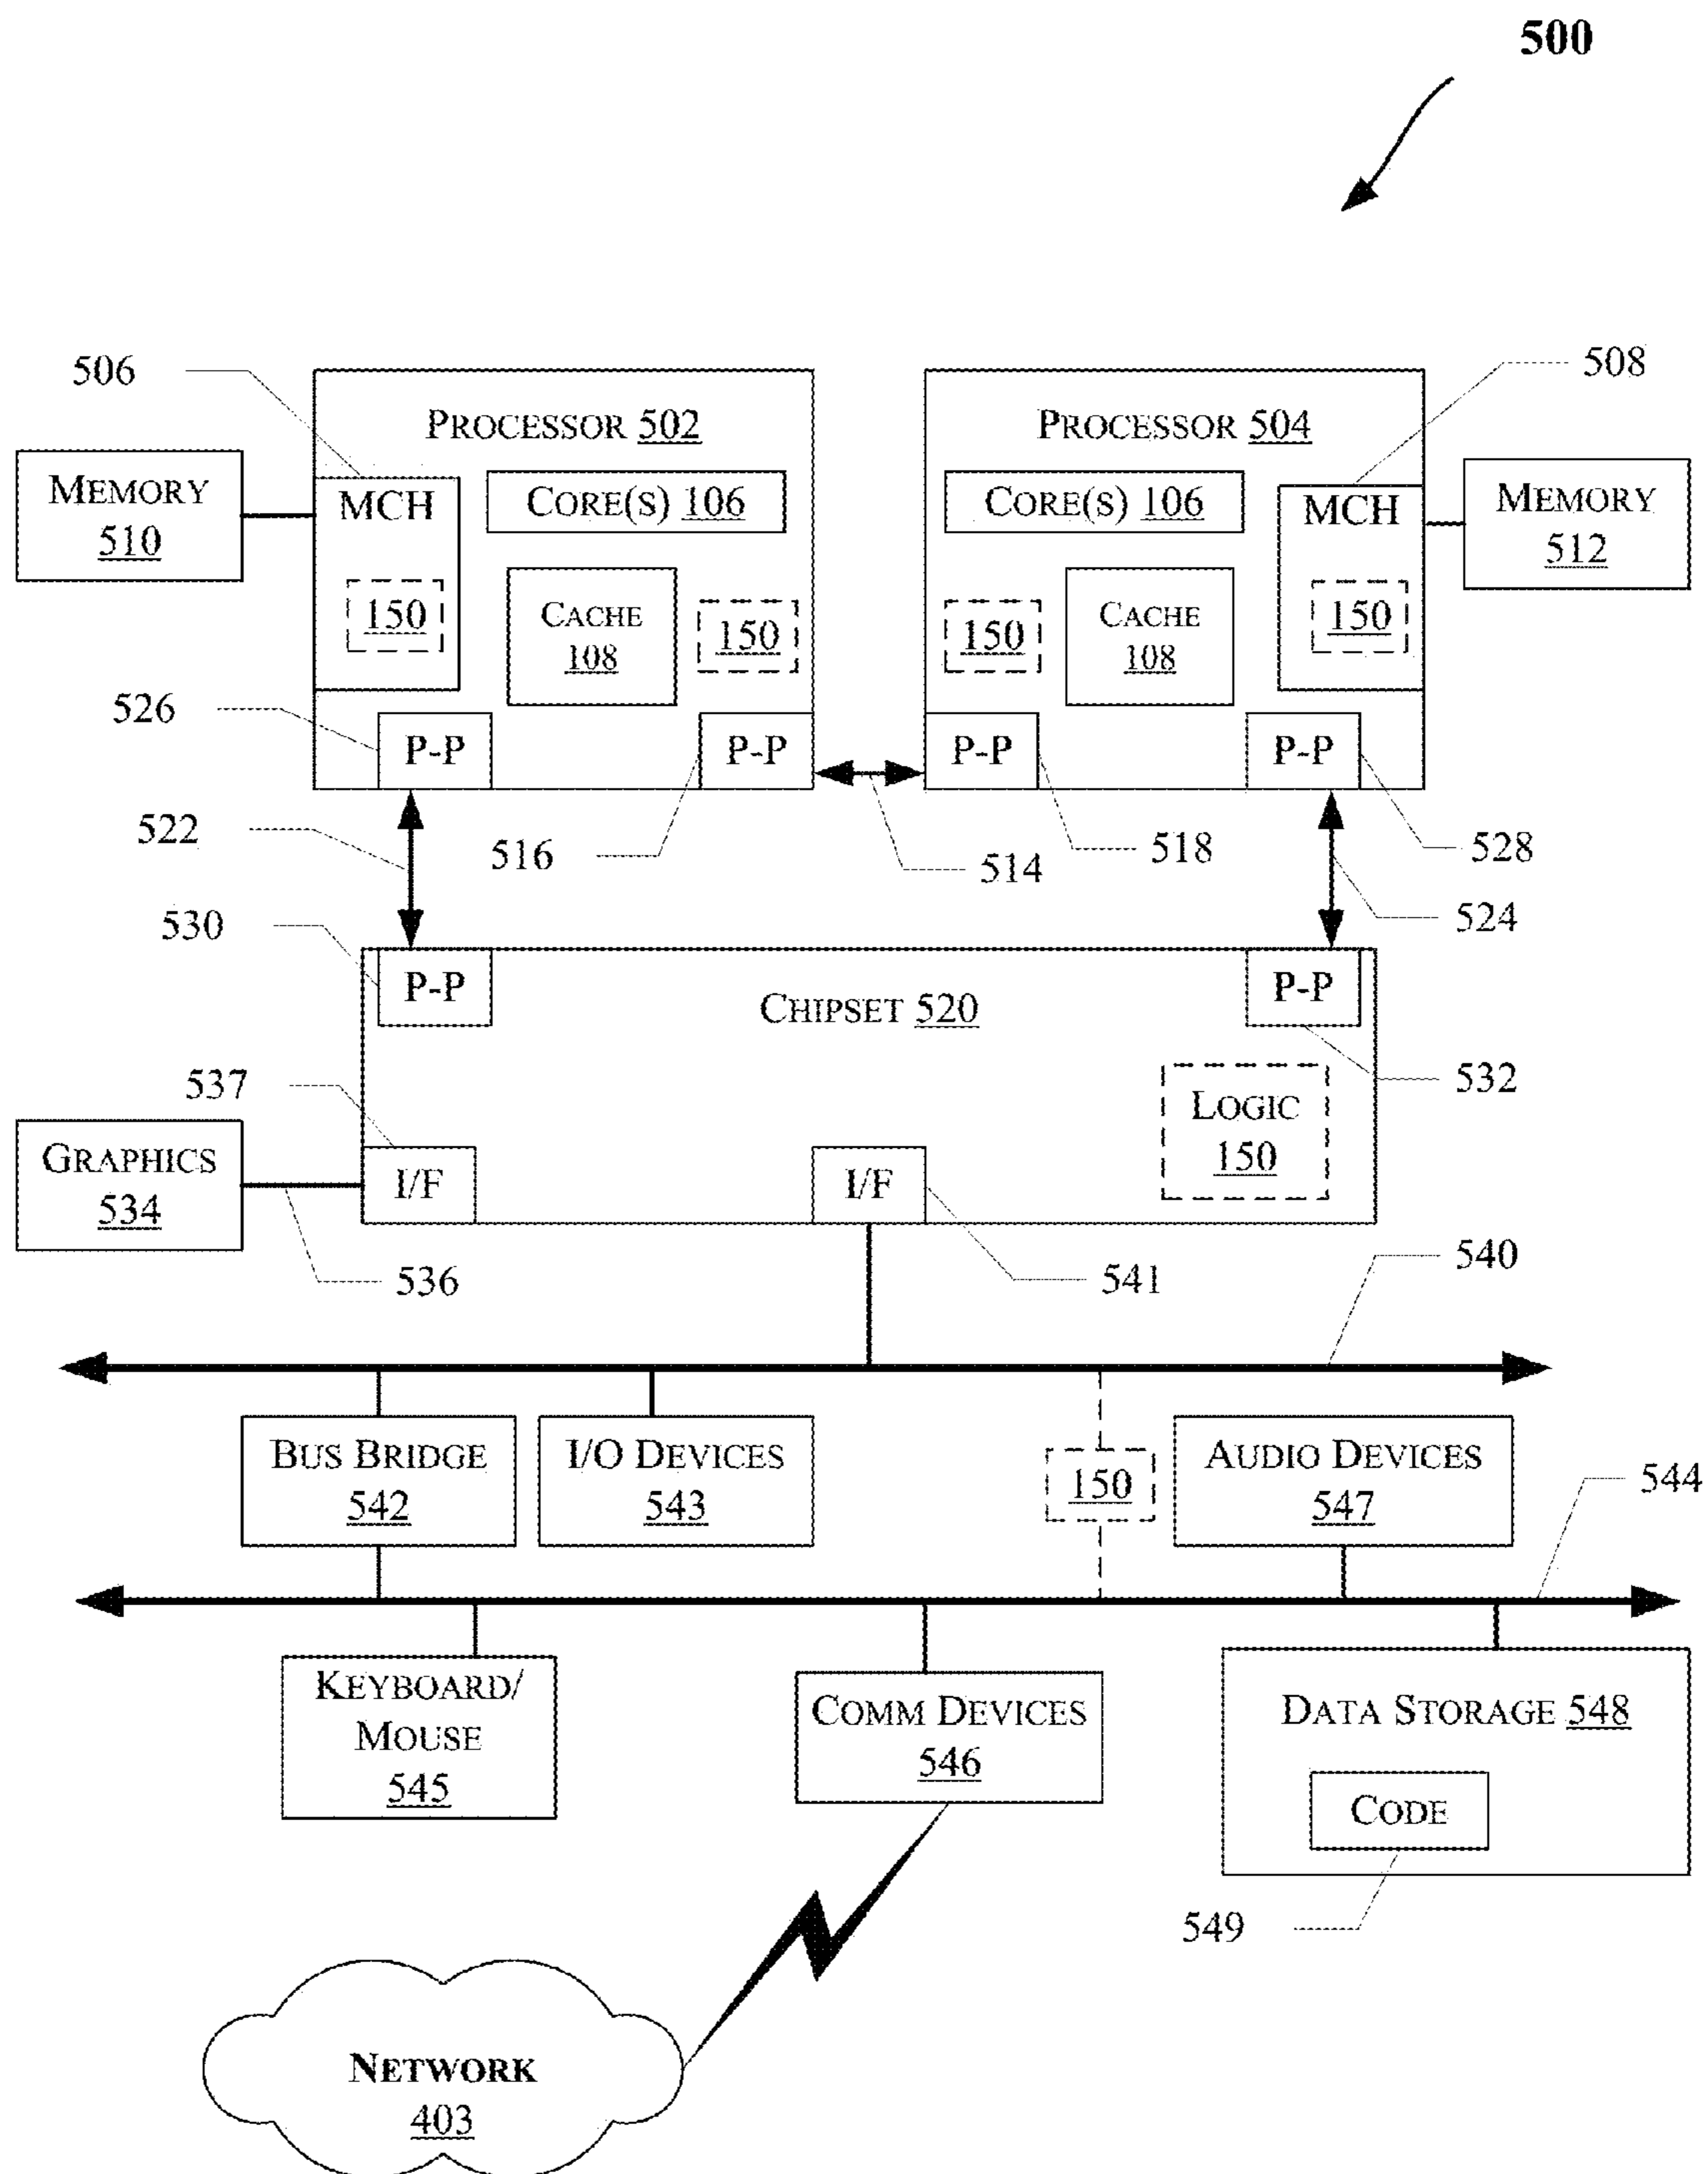 500
506
508
PROCESSOR 502
PROCESSOR 504
MEMORY
510
MCH
CORE(S) 106
CORE(S) 106
MCH
MEMORY
512
150
CACHE
108
150
150
CACHE
108
150
526
P-P
P-P
P-P
P-P
522
516
514
518
528
530
524
P-P
CHIPSET 520
P-P
537
532
LOGIC
150
GRAPHICS
534
I/F
I/F
536
541
540
BUS BRIDGE
542
I/O DEVICES
543
150
AUDIO DEVICES
547
544
KEYBOARD/
MOUSE
545
COMM DEVICES
546
DATA STORAGE 548
CODE
549
NETWORK
403